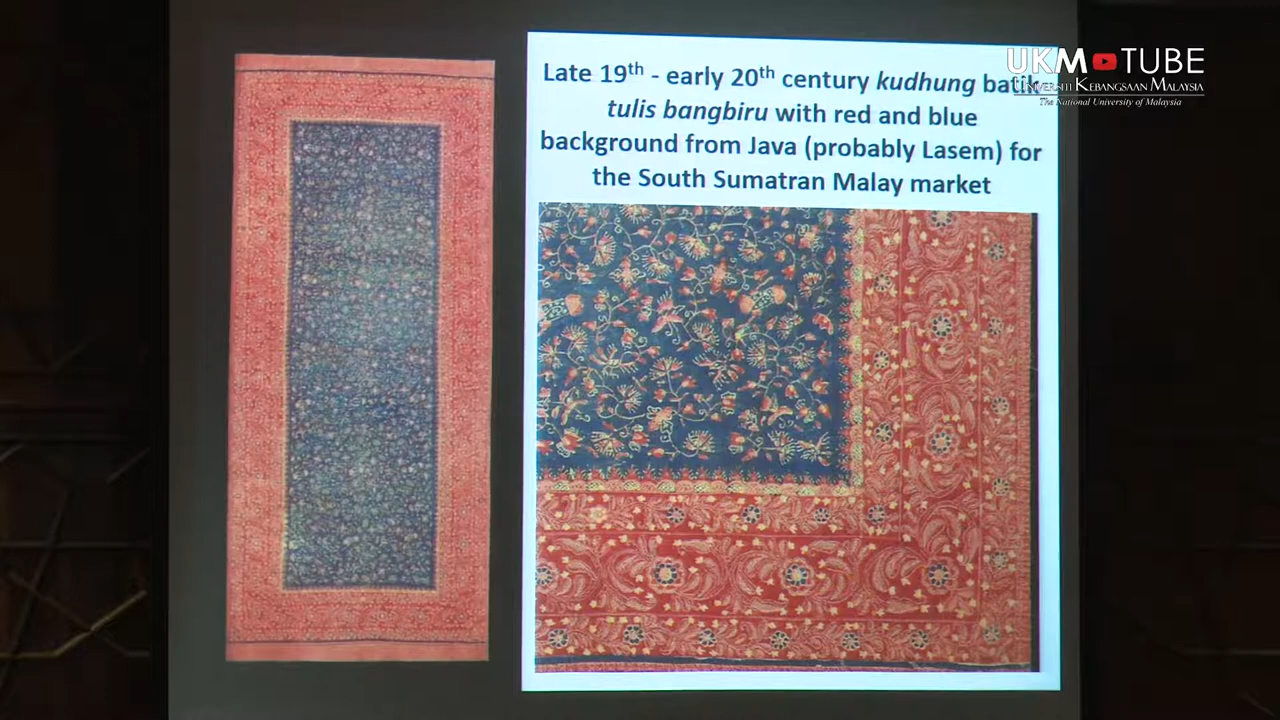 UKM TUBE
UNIVERSITI KEBANGSAAN MALAYSIA
The National University of Malaysia
Late 19th - early 20th century kudhung batik
tulis bangbiru with red and blue
background from Java (probably Lasem) for
the South Sumatran Malay market